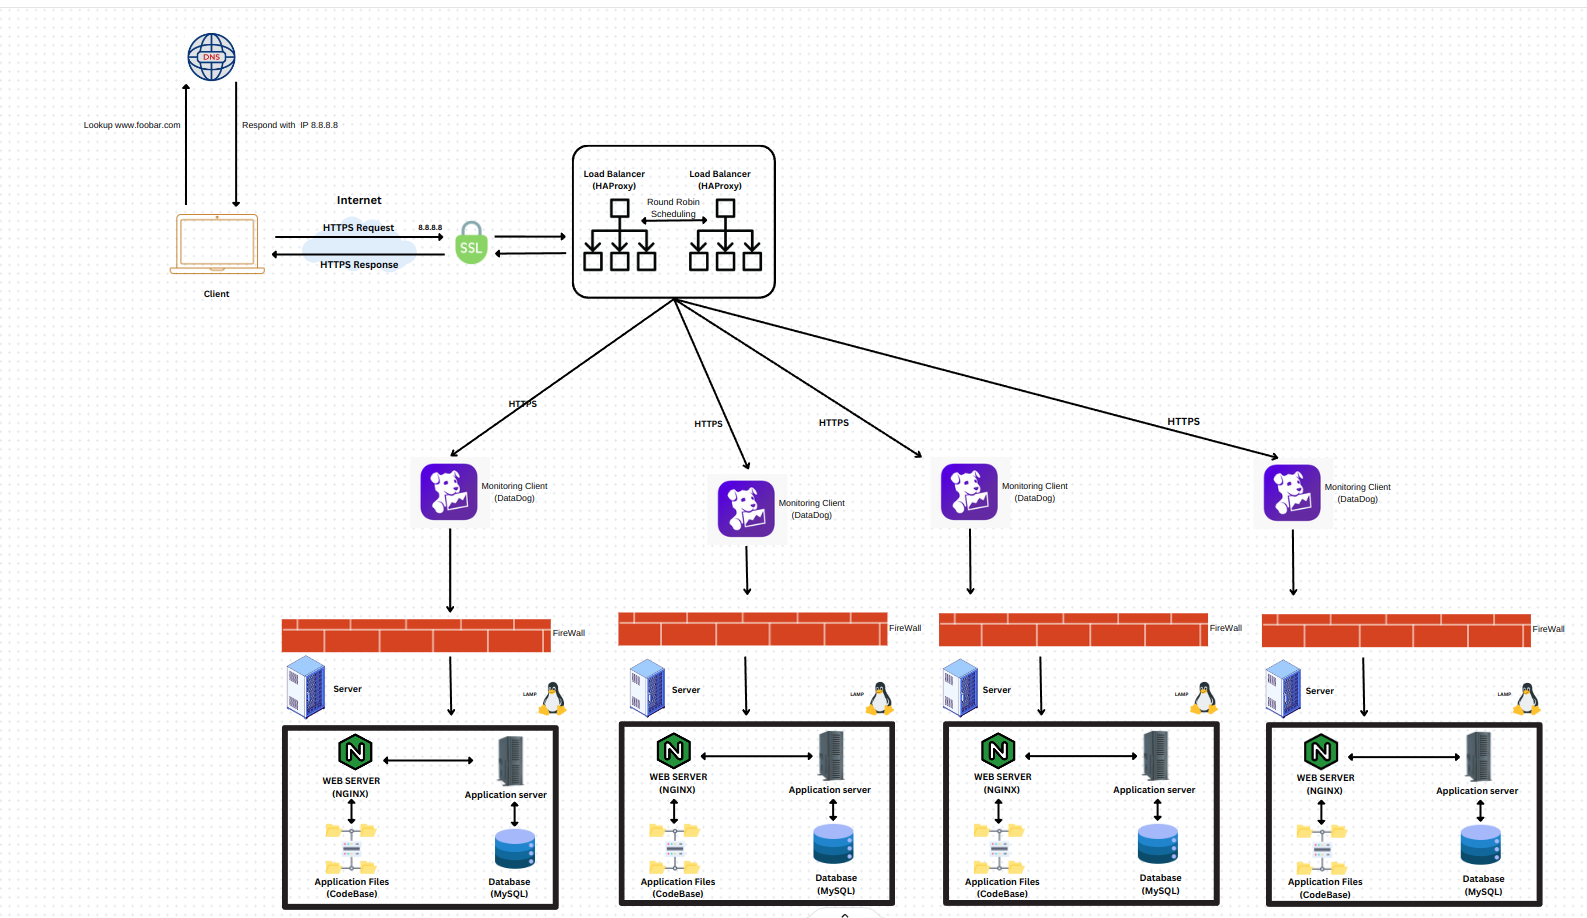 DNS
Lookup www.foobar.com
Respond with IP 8.8.8.8
Internet
HTTPS Request
8.8.8.8
HTTPS Response
SSL
Client
Load Balancer
(HAProxy)
Load Balancer
(HAProxy)
Round Robin
Scheduling
HTTPS
HTTPS
HTTPS
HTTPS
Monitoring Client
(DataDog)
Monitoring Client
(DataDog)
Monitoring Client
(DataDog)
Monitoring Client
(DataDog)
FireWall
FireWall
FireWall
FireWall
Server
LAMP
Server
LAMP
Server
LAMP
Server
LAMP
N
WEB SERVER
(NGINX)
Application server
Application Files
(CodeBase)
Database
(MySQL)
N
WEB SERVER
(NGINX)
Application server
Application Files
(CodeBase)
Database
(MySQL)
N
WEB SERVER
(NGINX)
Application server
Application Files
(CodeBase)
Database
(MySQL)
N
WEB SERVER
(NGINX)
Application server
Application Files
(CodeBase)
Database
(MySQL)